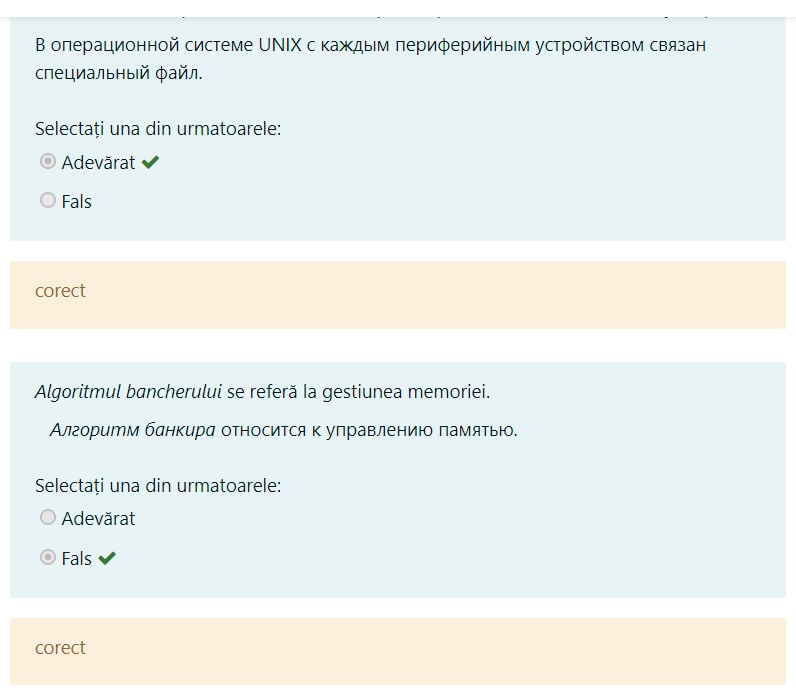 В операционной системе UNIX с каждым периферийным устройством связан
специальный файл.
Selectați una din urmatoarele:
Adevărat
Fals
corect
Algoritmul bancherului se referă la gestiunea memoriei.
Алгоритм банкира относится к управлению памятью.
Selectați una din urmatoarele:
Adevărat
Fals
corect